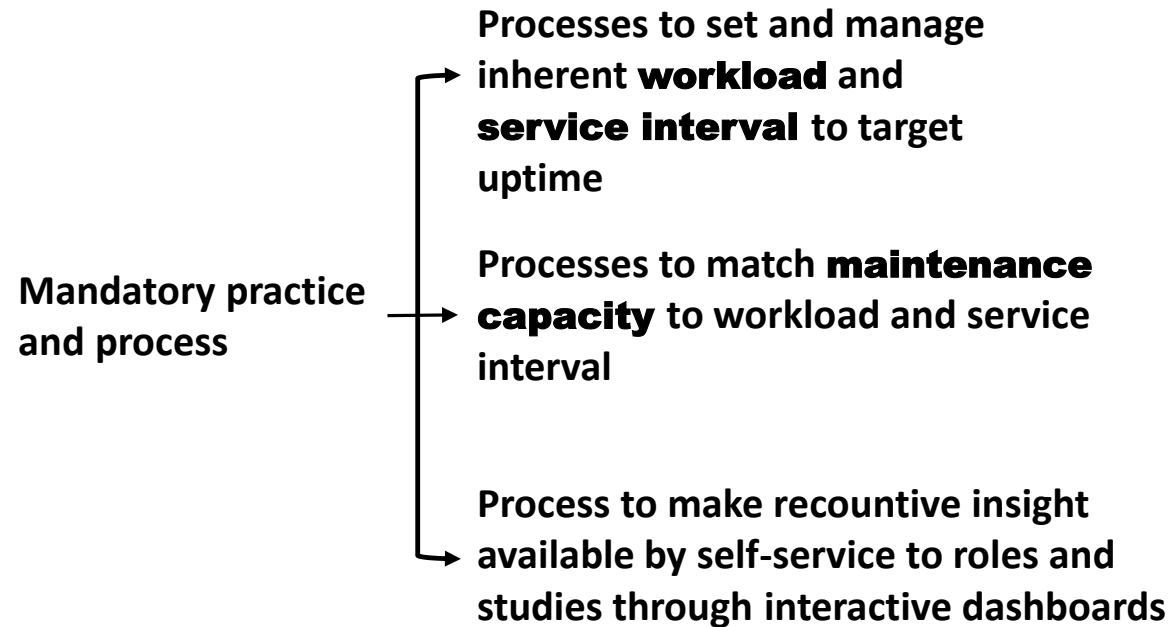 Processes to set and manage
inherent workload and
service interval to target
uptime
Mandatory practice
and process
Processes to match maintenance
capacity to workload and service
interval
Process to make recountive insight
available by self-service to roles and
studies through interactive dashboards